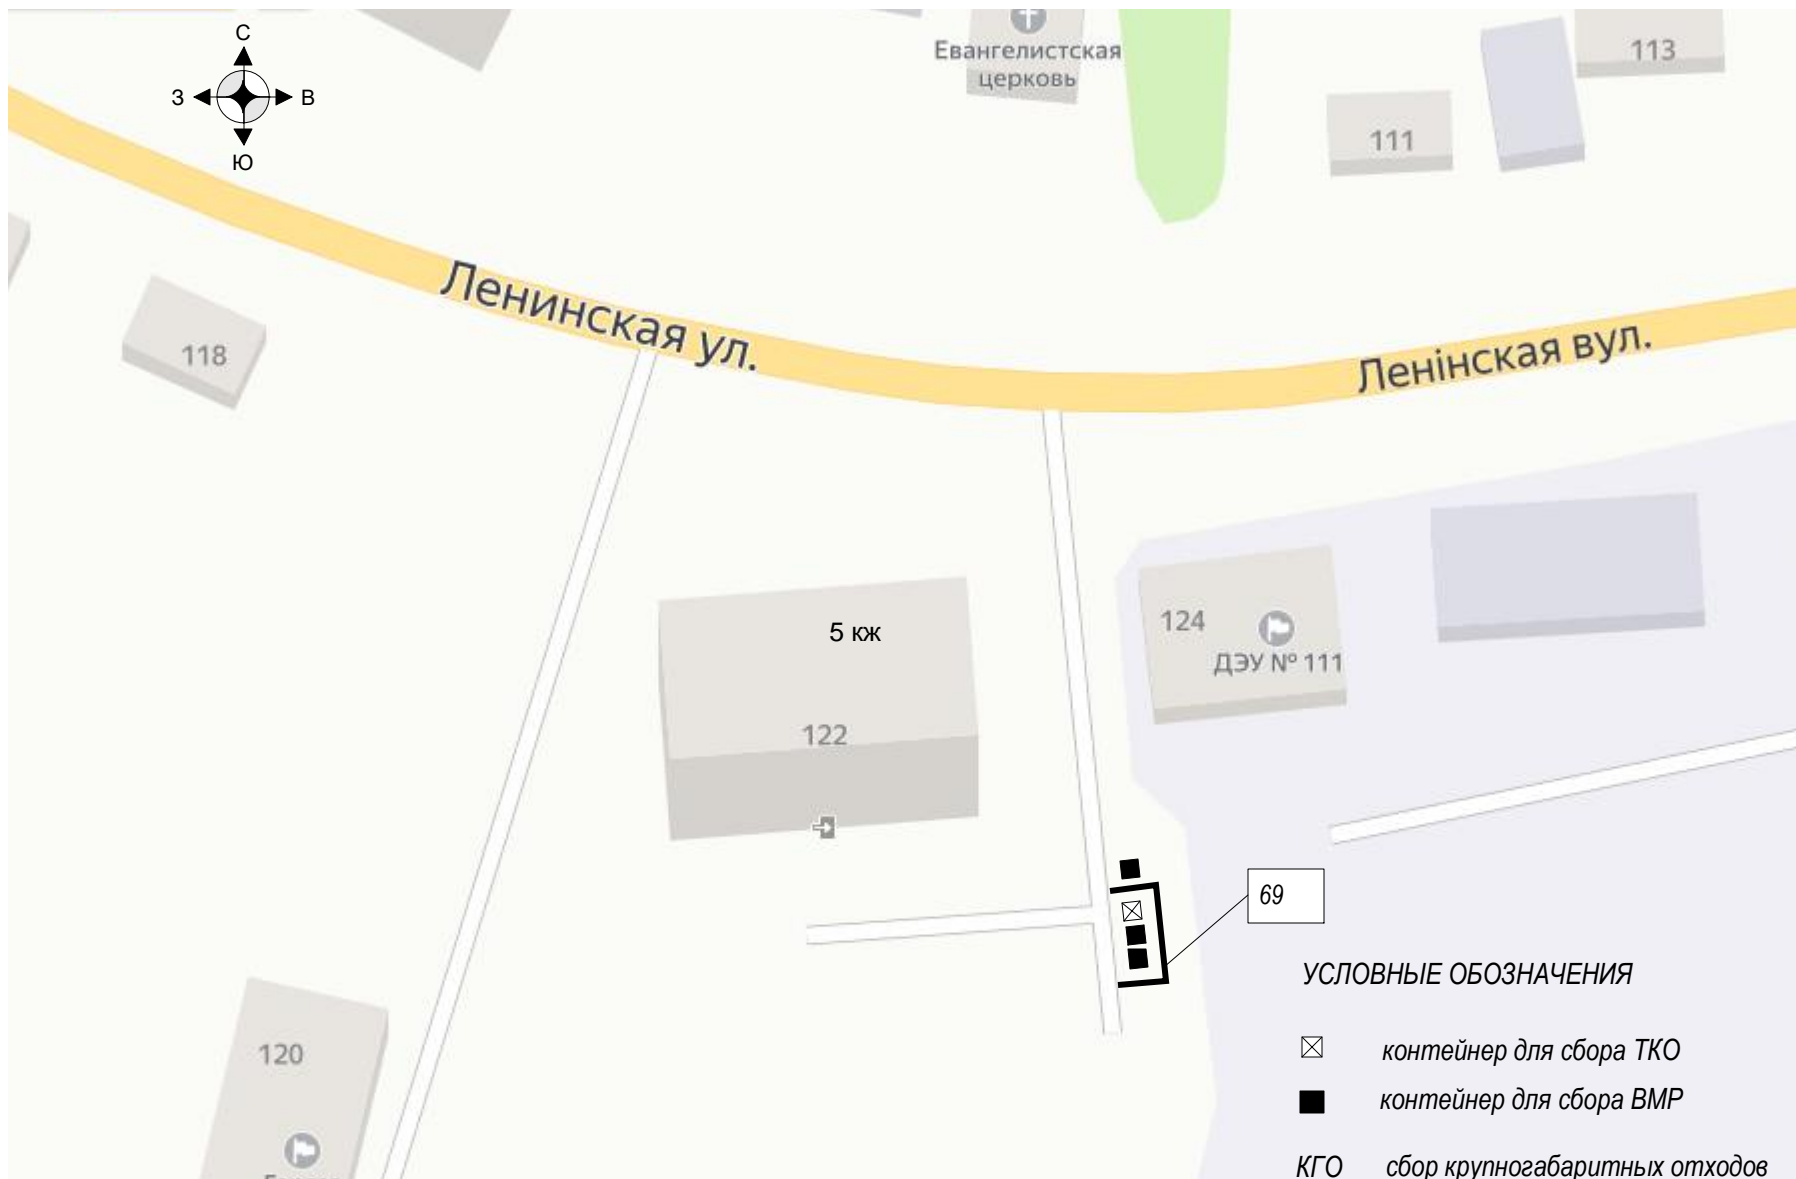 С
З
В
Ю
Евангелистская
церковь
113
111
Ленинская ул.
Ленінская вул.
118
5 кж
122
124
ДЭУ № 111
69
УСЛОВНЫЕ ОБОЗНАЧЕНИЯ
контейнер для сбора ТКО
контейнер для сбора ВМР
КГО сбор крупногабаритных отходов
120